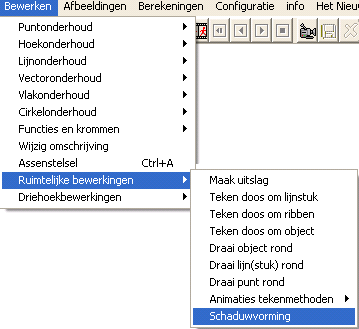 Bewerken Afbeeldingen Berekeningen Configuratie info Het
Puntonderhoud
Hoekonderhoud
Lijnonderhoud
Vectoronderhoud
Vlakonderhoud
Cirkelonderhoud
Functies en krommen
Wijzig omschrijving
Assenstelsel Ctrl+A
Ruimtelijke bewerkingen
Driehoekbewerkingen
Maak uitslag
Teken doos om lijnstuk
Teken doos om ribben
Teken doos om object
Draai object rond
Draai lijn(stuk) rond
Draai punt rond
Animaties tekenmethoden
Schaduwvorming